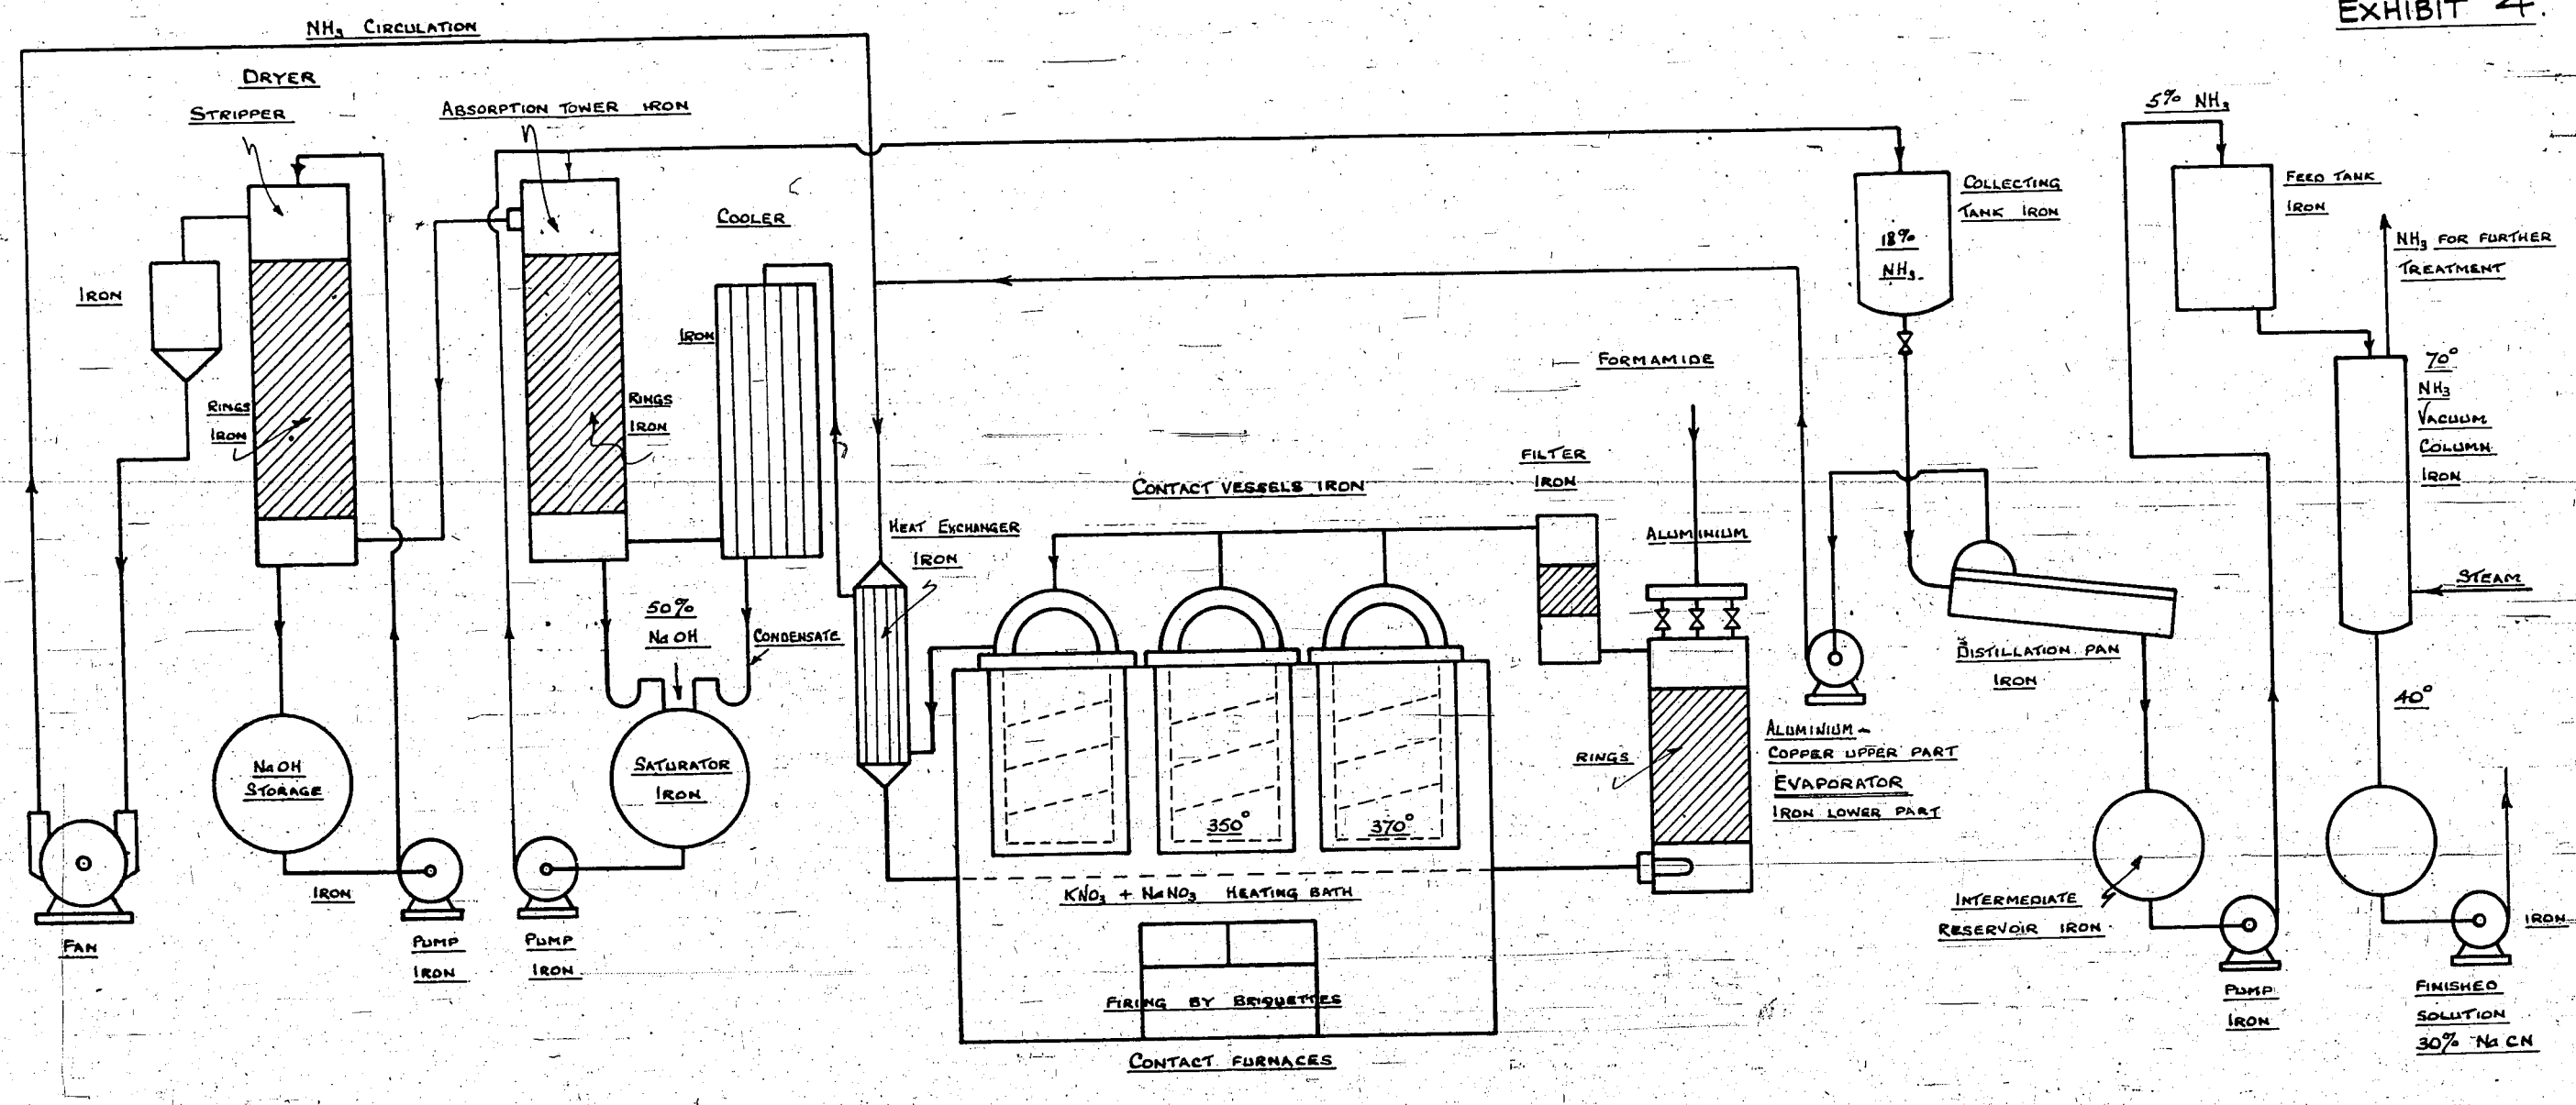 EXHIBIT 4.
NH3 CIRCULATION
DRYER
STRIPPER
ABSORPTION TOWER IRON
COOLER
IRON
RINGS
IRON
RINGS
IRON
IRON
HEAT EXCHANGER
IRON
50%
NaOH
CONDENSATE
NaOH
STORAGE
SATURATOR
IRON
IRON
FAN
PUMP
IRON
PUMP
IRON
CONTACT VESSELS IRON
350°
370°
KNO3 + NaNO3 HEATING BATH
FIRING BY BRIQUETTES
CONTACT FURNACES
FILTER
IRON
FORMAMIDE
ALUMINIUM
RINGS
ALUMINIUM-
COPPER UPPER PART
EVAPORATOR
IRON LOWER PART
COLLECTING
TANK IRON
18%
NH3
DISTILLATION PAN
IRON
INTERMEDIATE
RESERVOIR IRON
PUMP
IRON
5% NH3
FEED TANK
IRON
NH3 FOR FURTHER
TREATMENT
70°
NH3
VACUUM
COLUMN
IRON
STEAM
40°
IRON
FINISHED
SOLUTION
30% NaCN